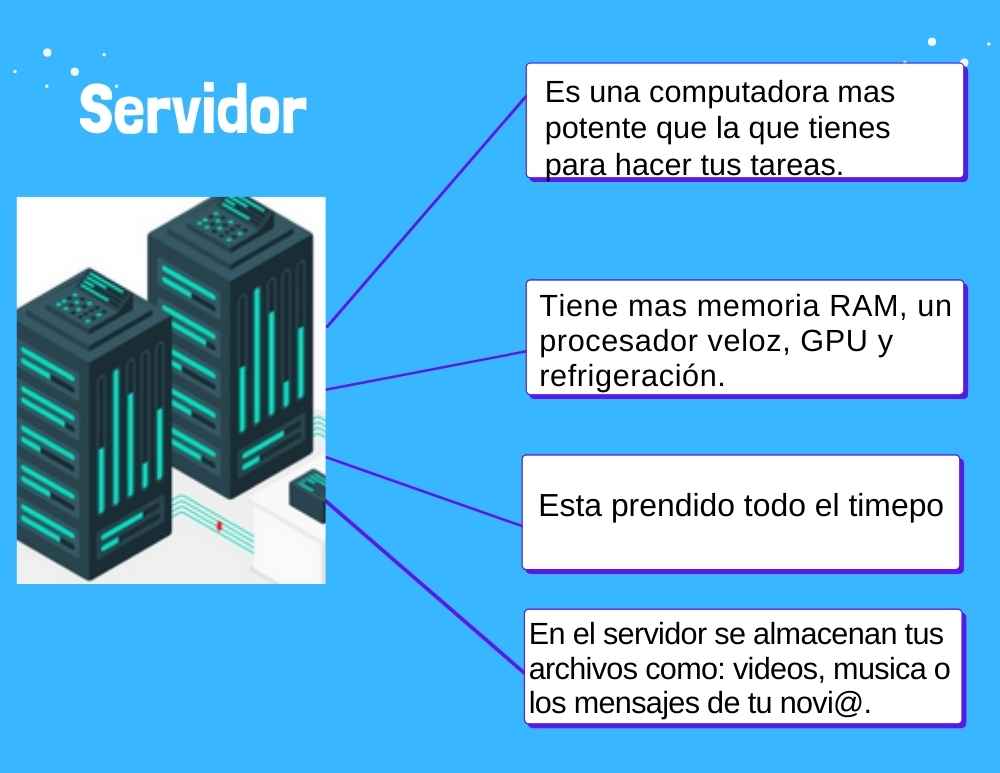 Servidor
Es una computadora mas
potente que la que tienes
para hacer tus tareas.
Tiene mas memoria RAM, un
procesador veloz, GPU y
refrigeración.
Esta prendido todo el timepo
En el servidor se almacenan tus
archivos como: videos, musica o
los mensajes de tu novi@.